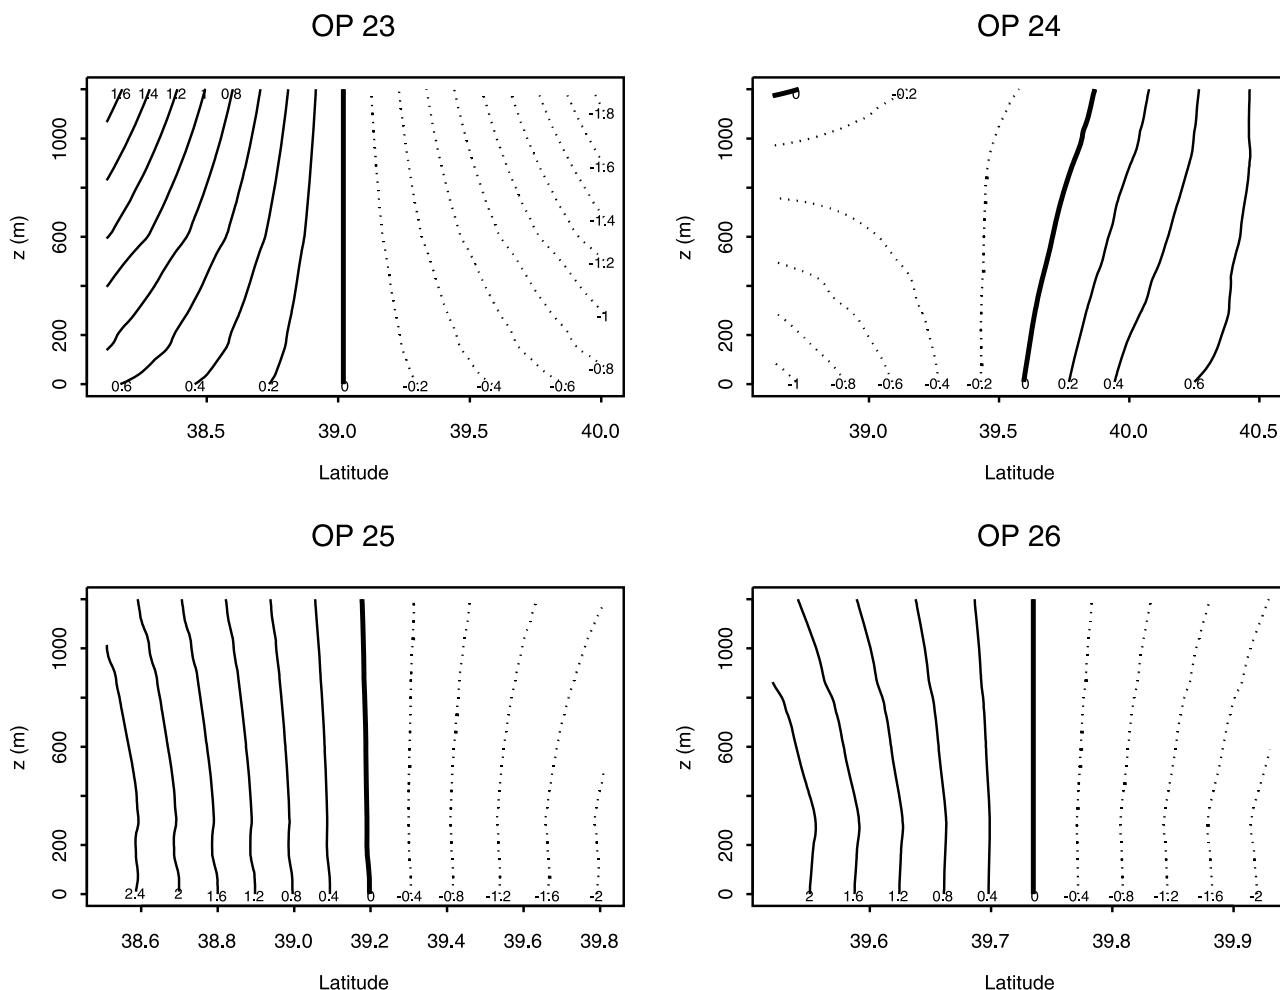 OP 23
OP 24
1.6 1.4 1.2 1 0.8
-1.8
-1.6
-1.4
-1.2
-1
-0.8
0.6 0.4 0.2 0 -0.2 -0.4 -0.6
0 -0.2
-1 -0.8 -0.6 -0.4 -0.2 0 0.2 0.4 0.6
z (m)
0 200 600 1000
38.5 39.0 39.5 40.0
Latitude
z (m)
0 200 600 1000
39.0 39.5 40.0 40.5
Latitude
OP 25
OP 26
2.4 2 1.6 1.2 0.8 0.4 0 -0.4 -0.8 -1.2 -1.6 -2
2 1.6 1.2 0.8 0.4 0 -0.4 -0.8 -1.2 -1.6 -2
z (m)
0 200 600 1000
38.6 38.8 39.0 39.2 39.4 39.6 39.8
Latitude
z (m)
0 200 600 1000
39.6 39.7 39.8 39.9
Latitude